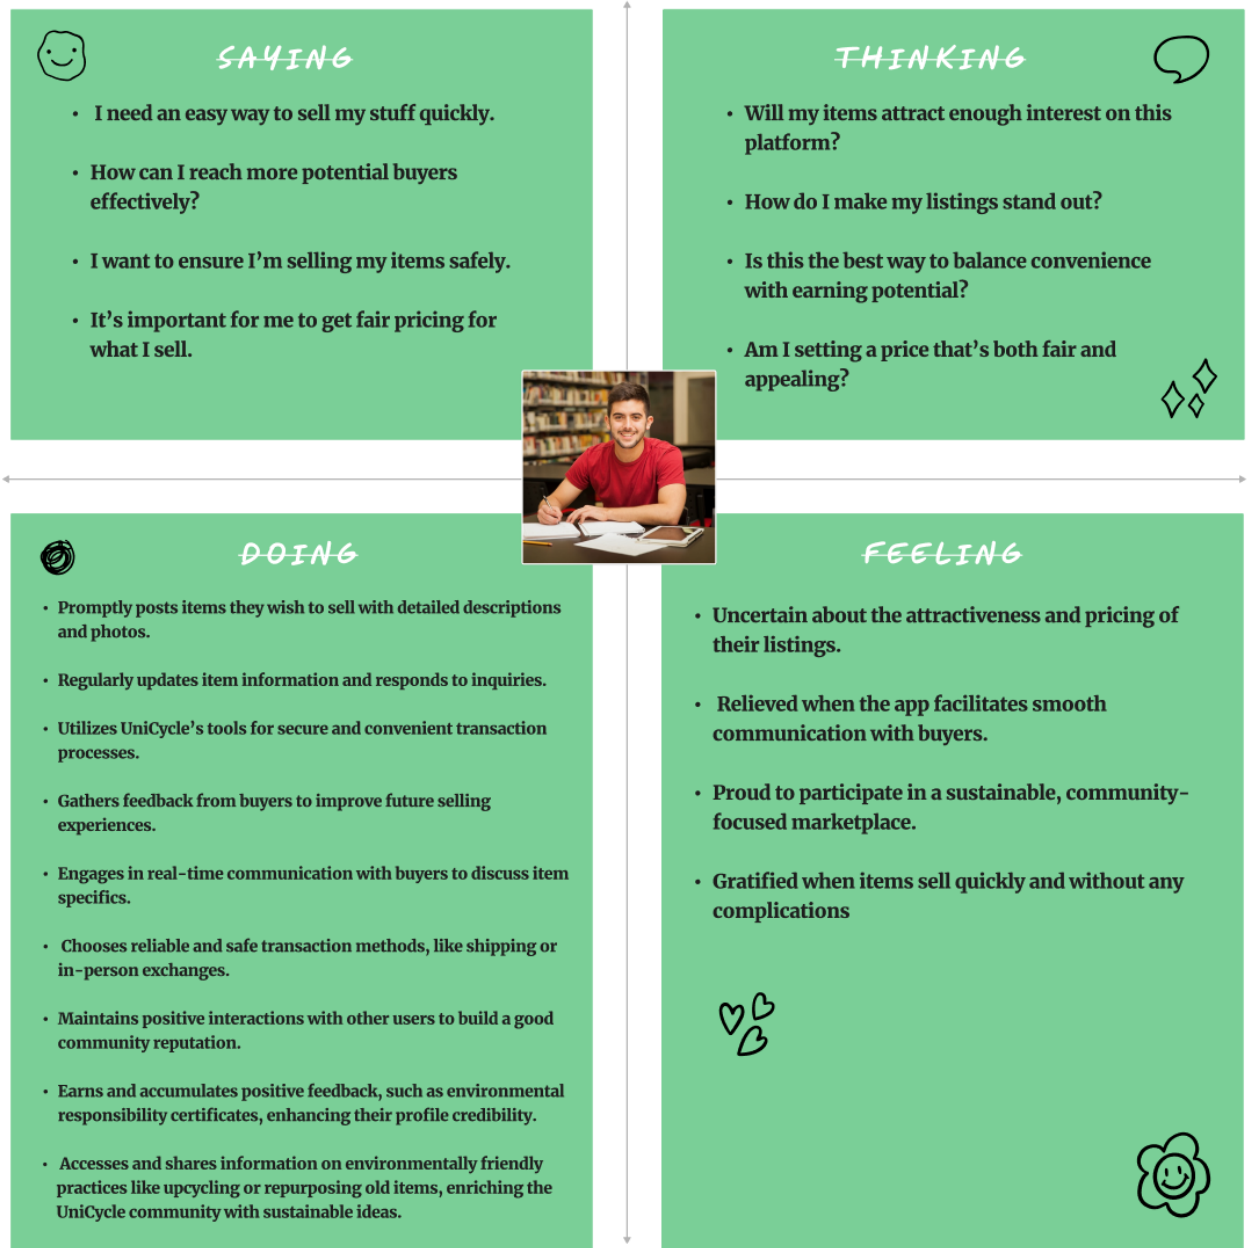 SAYING
• I need an easy way to sell my stuff quickly.
• How can I reach more potential buyers
effectively?
• I want to ensure I’m selling my items safely.
• It’s important for me to get fair pricing for
what I sell.
THINKING
• Will my items attract enough interest on this
platform?
• How do I make my listings stand out?
• Is this the best way to balance convenience
with earning potential?
• Am I setting a price that’s both fair and
appealing?
DOING
• Promptly posts items they wish to sell with detailed descriptions
and photos.
• Regularly updates item information and responds to inquiries.
• Utilizes UniCycle’s tools for secure and convenient transaction
processes.
• Gathers feedback from buyers to improve future selling
experiences.
• Engages in real-time communication with buyers to discuss item
specifics.
• Chooses reliable and safe transaction methods, like shipping or
in-person exchanges.
• Maintains positive interactions with other users to build a good
community reputation.
• Earns and accumulates positive feedback, such as environmental
responsibility certificates, enhancing their profile credibility.
• Accesses and shares information on environmentally friendly
practices like upcycling or repurposing old items, enriching the
UniCycle community with sustainable ideas.
FEELING
• Uncertain about the attractiveness and pricing of
their listings.
• Relieved when the app facilitates smooth
communication with buyers.
• Proud to participate in a sustainable, community-
focused marketplace.
• Gratified when items sell quickly and without any
complications